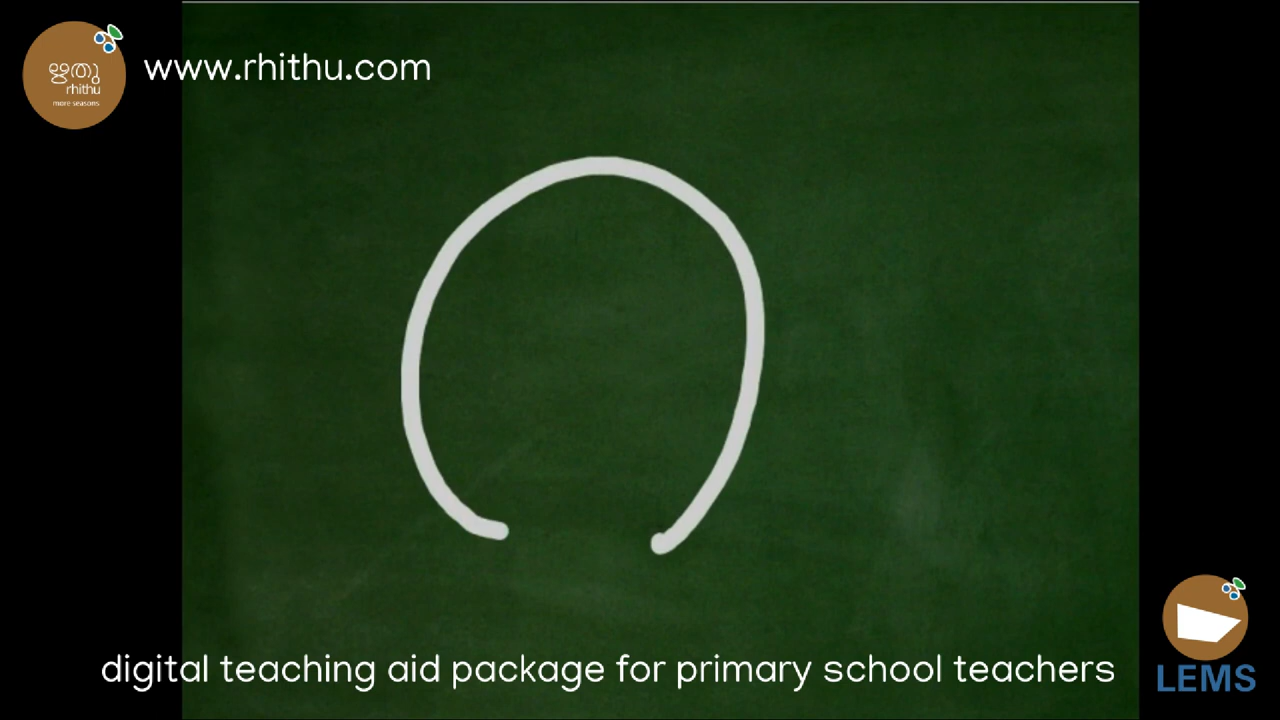 ഋതു
rhithu
more seasons
www.rhithu.com
റ
digital teaching aid package for primary school teachers
LEMS